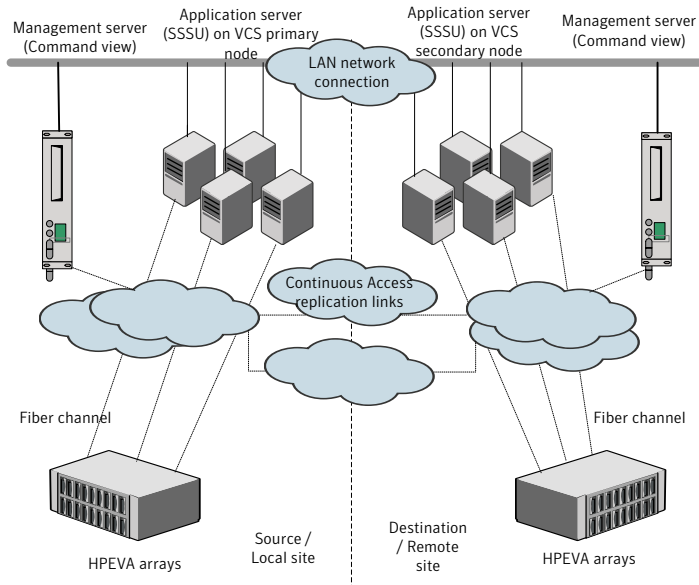 Management server
(Command view)
Application server
(SSSU) on VCS primary
node
Application server
(SSSU) on VCS
secondary node
Management server
(Command view)
LAN network
connection
Continuous Access
replication links
Fiber channel
Fiber channel
HPEVA arrays
Source /
Local site
Destination
/ Remote
site
HPEVA arrays